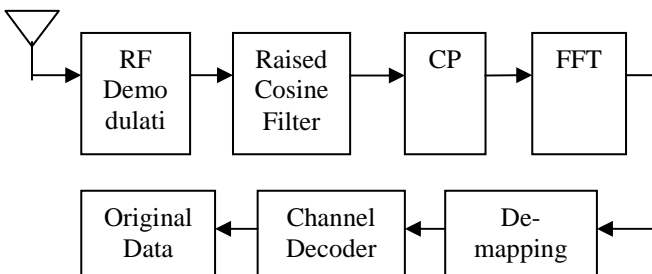 RF
Demo
dulati
Raised
Cosine
Filter
CP
FFT
Original
Data
Channel
Decoder
De-
mapping